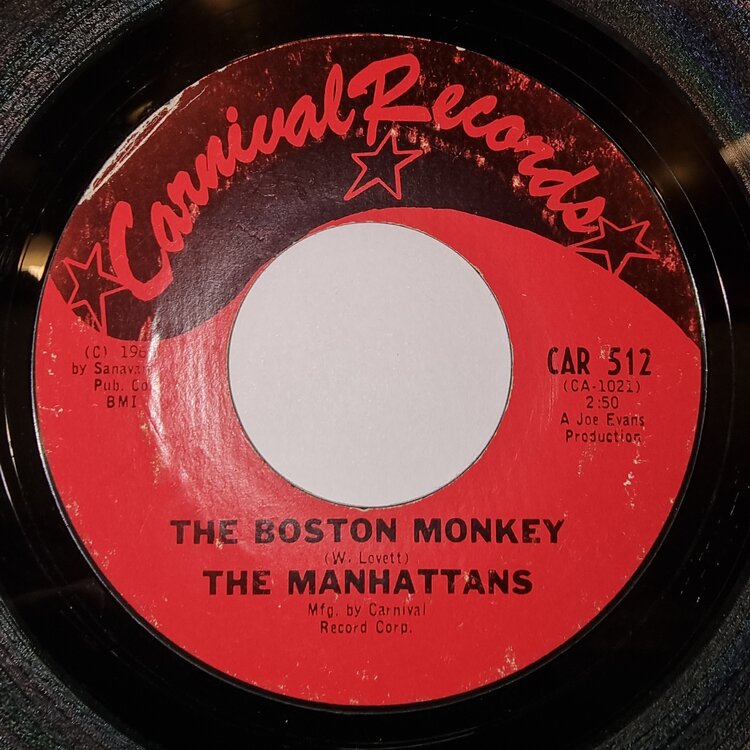 Carnival Records
(C) 196
by Sanava
Pub. Co
BMI
CAR 512
(CA-1021)
2:50
A Joe Evans
Production
THE BOSTON MONKEY
(W. Lovett)
THE MANHATTANS
Mfg. by Carnival
Record Corp.